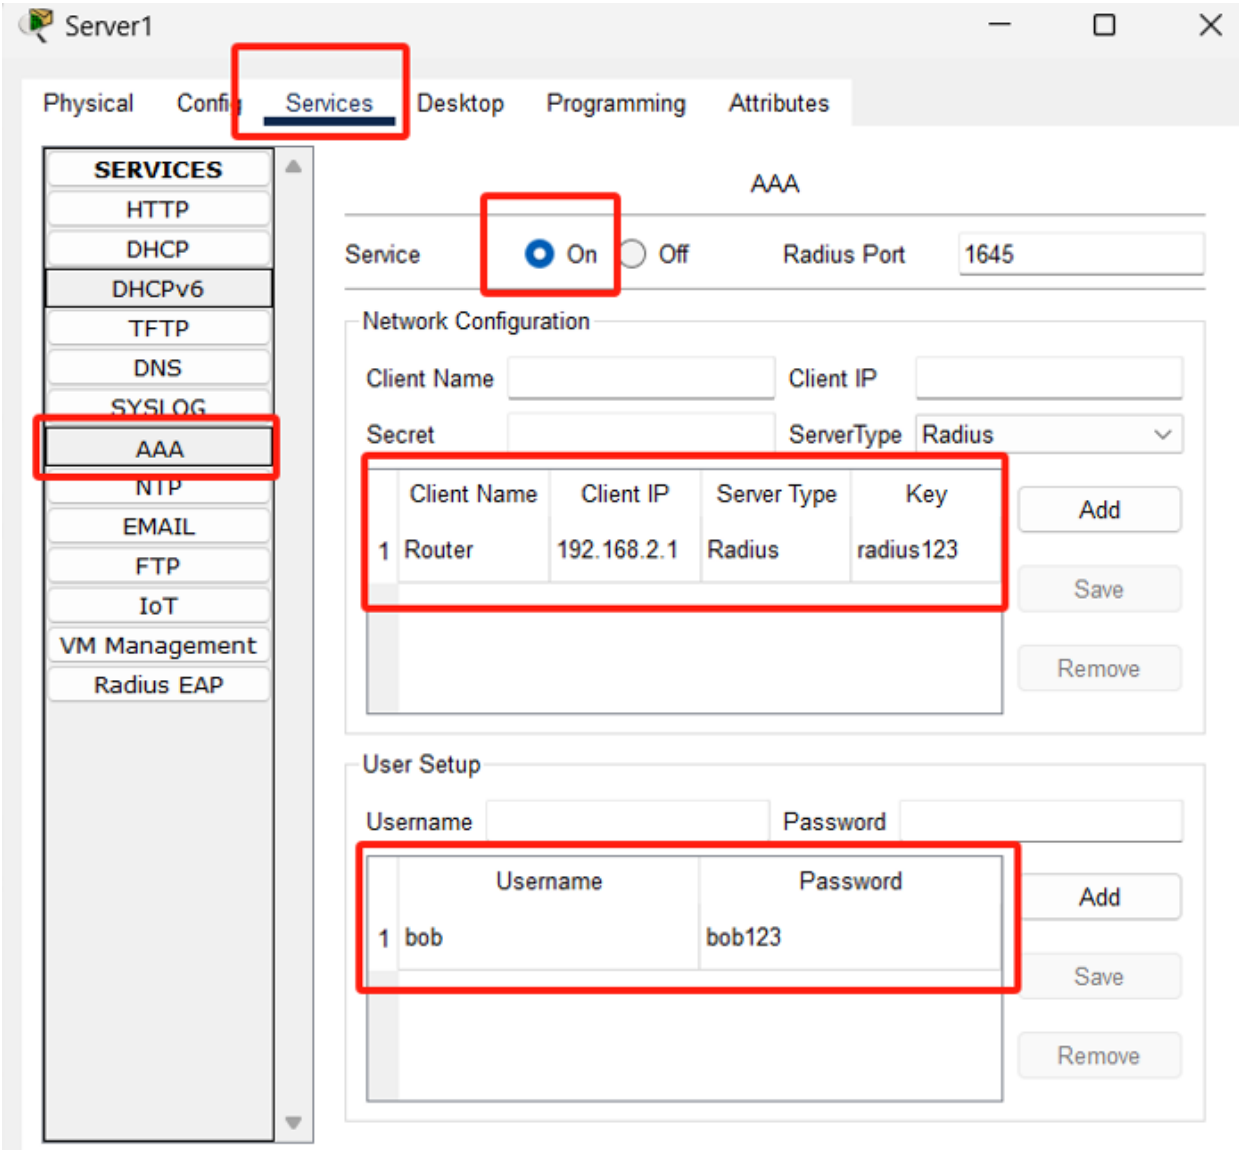 Server1
Physical Config Services Desktop Programming Attributes
SERVICES
HTTP
DHCP
DHCPv6
TFTP
DNS
SYSLOG
AAA
NTP
EMAIL
FTP
IoT
VM Management
Radius EAP
AAA
Service On Off Radius Port 1645
Network Configuration
Client Name Client IP
Secret ServerType Radius
Client Name Client IP Server Type Key
1 Router 192.168.2.1 Radius radius123
Add
Save
Remove
User Setup
Username Password
Username Password
1 bob bob123
Add
Save
Remove